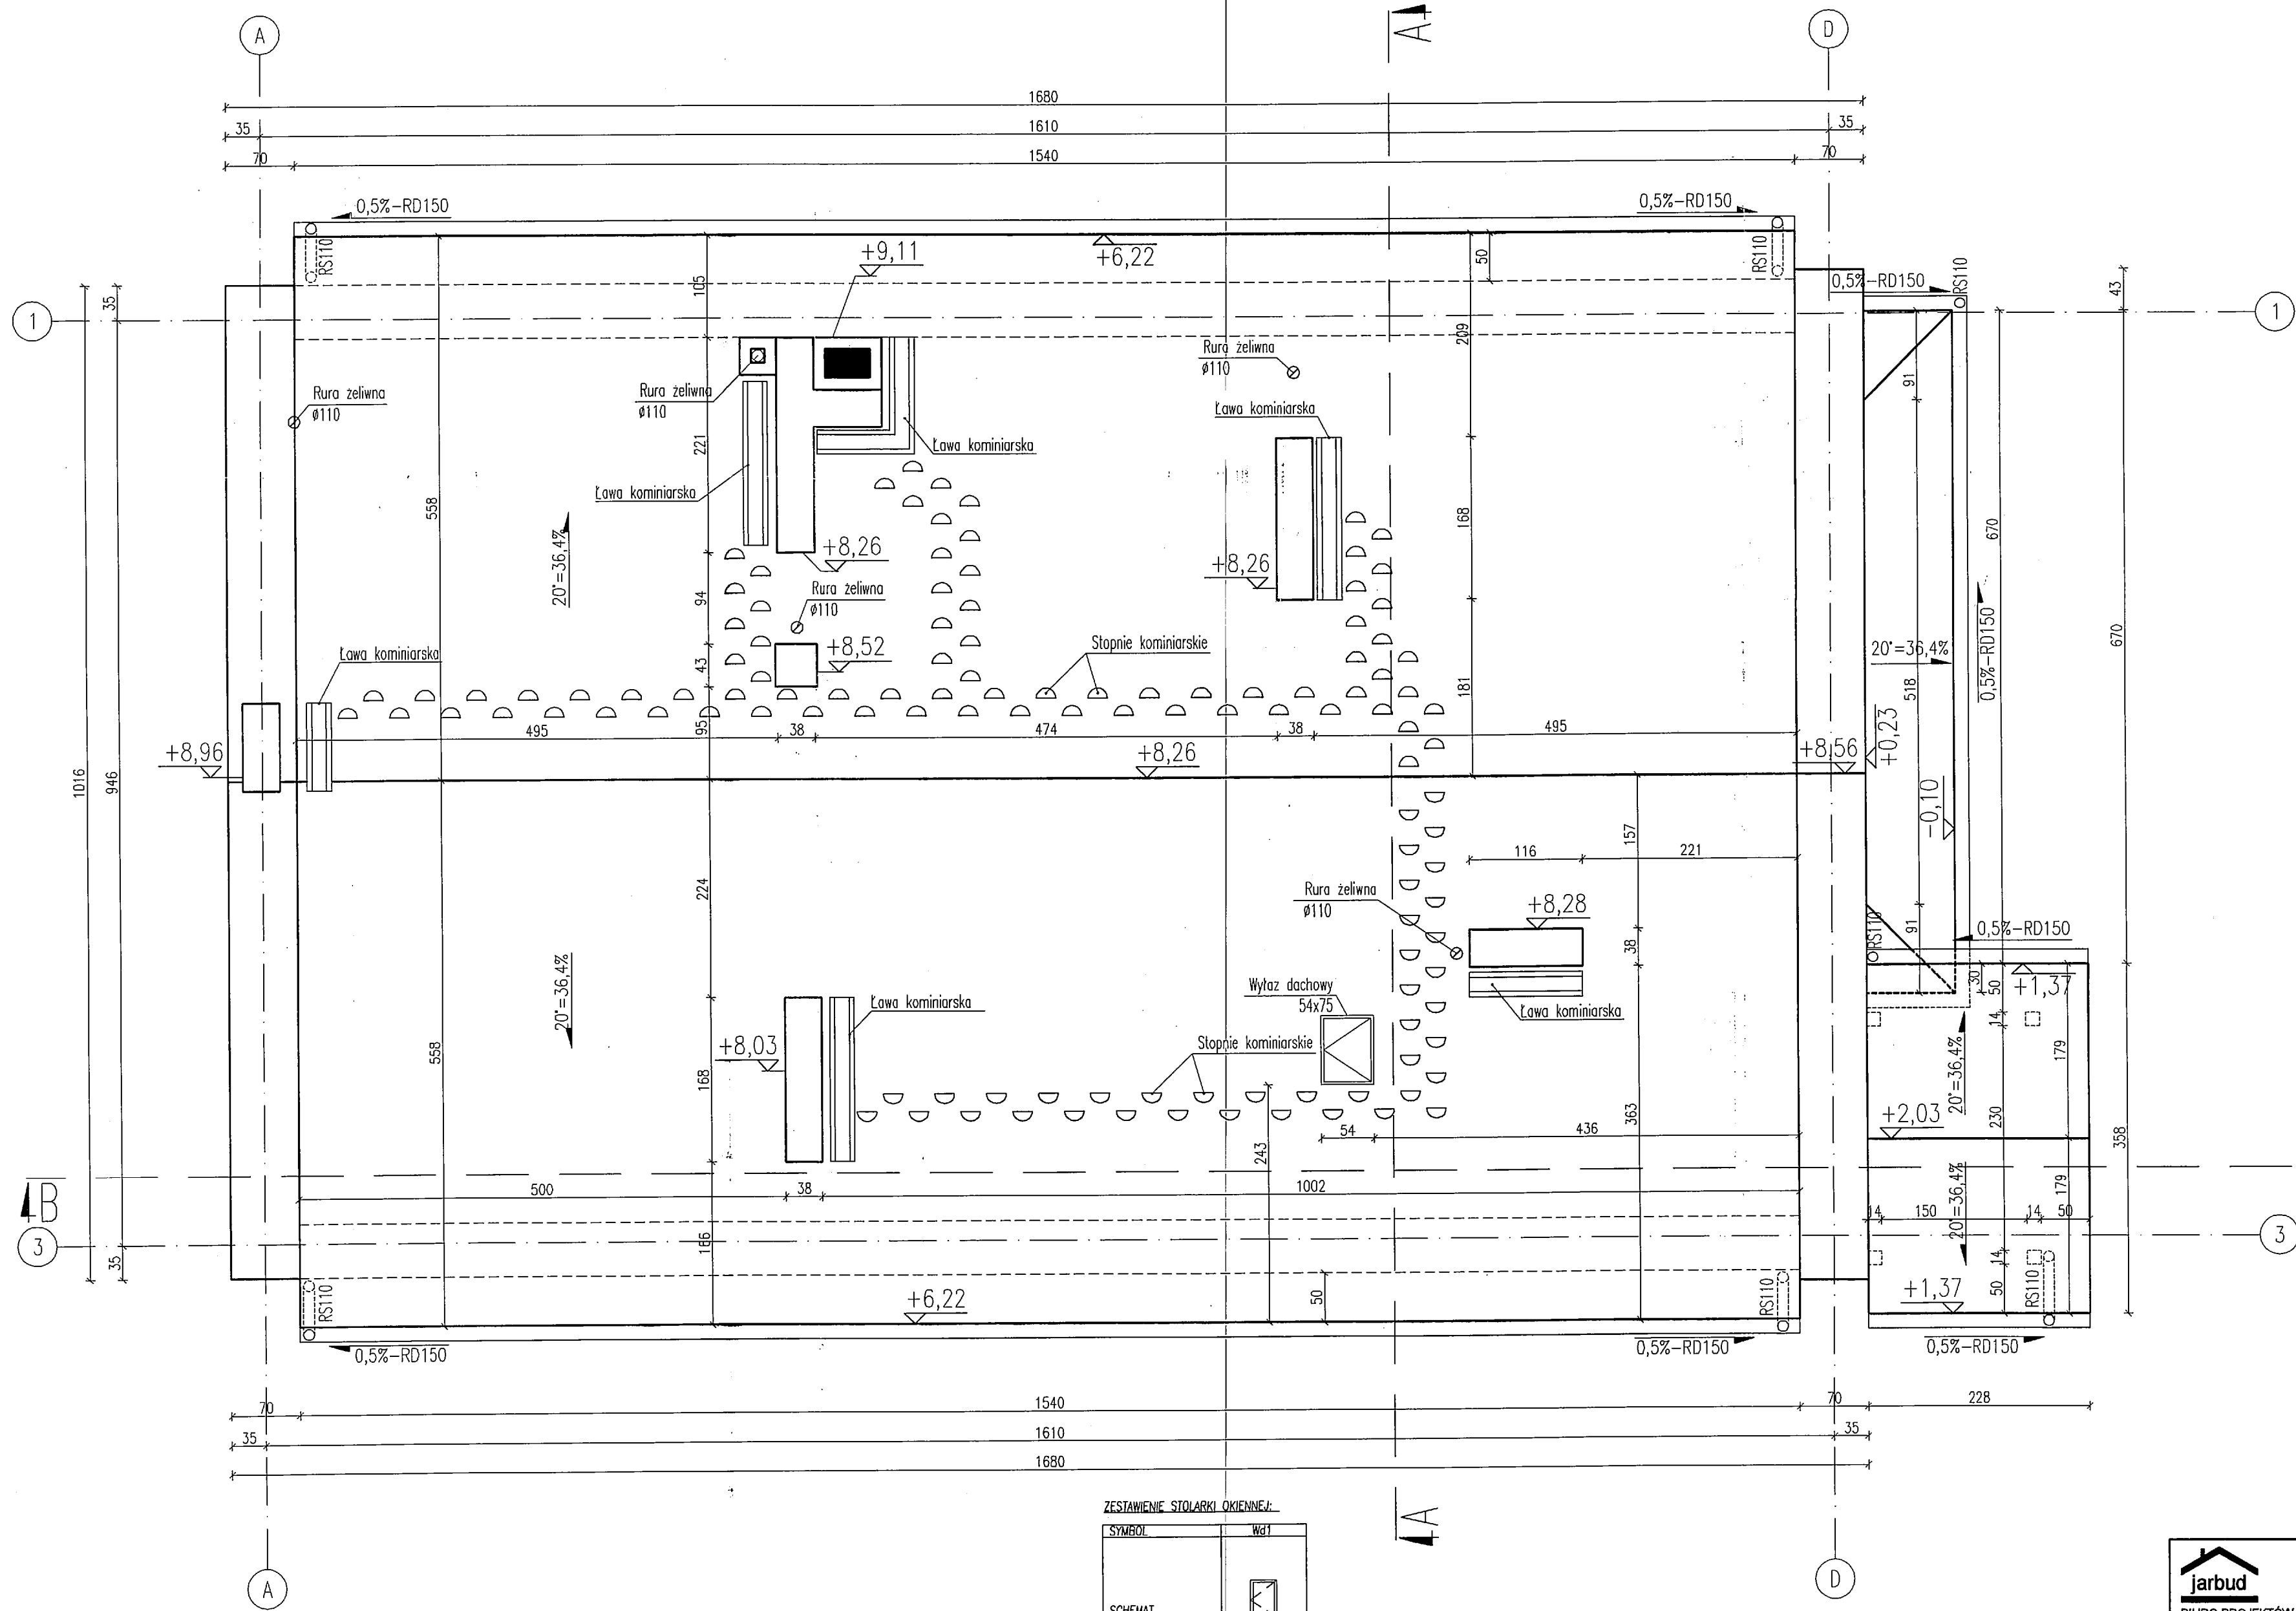 A
A
D
1680
35
1610
35
70
1540
70
0,5%-RD150
0,5%-RD150
RS110
+9,11
+6,22
50
RS110
0,5%-RD150
RS110
43
1
35
105
209
1
Rura żeliwna
ø110
Rura żeliwna
ø110
Rura żeliwna
ø110
Ława kominiarska
91
221
Ława kominiarska
Ława kominiarska
558
168
670
20°=36,4%
+8,26
+8,26
94
Rura żeliwna
ø110
Ława kominiarska
43
+8,52
Stopnie kominiarskie
181
20°=36,4%
0,5%-RD150
670
518
495
95
38
474
38
495
+8,96
+8,26
+8,56
+0,23
1016
946
-0,10
157
116
221
224
Rura żeliwna
ø110
+8,28
38
RS110
91
0,5%-RD150
20°=36,4%
30
50
+1,37
Wyłaz dachowy
54x75
Ława kominiarska
Ława kominiarska
14
558
+8,03
168
Stopnie kominiarskie
179
20°=36,4%
363
230
+2,03
54
436
243
358
B
500
38
1002
179
20°=36,4%
14
150
14
50
3
35
166
3
14
50
RS110
50
RS110
RS110
+6,22
+1,37
0,5%-RD150
0,5%-RD150
0,5%-RD150
70
1540
70
228
35
1610
35
1680
A
ZESTAWIENIE STOLARKI OKIENNEJ:
SYMBOL
Wd1
SCHEMAT
A
D
jarbud
BIURO PROJEKTÓW